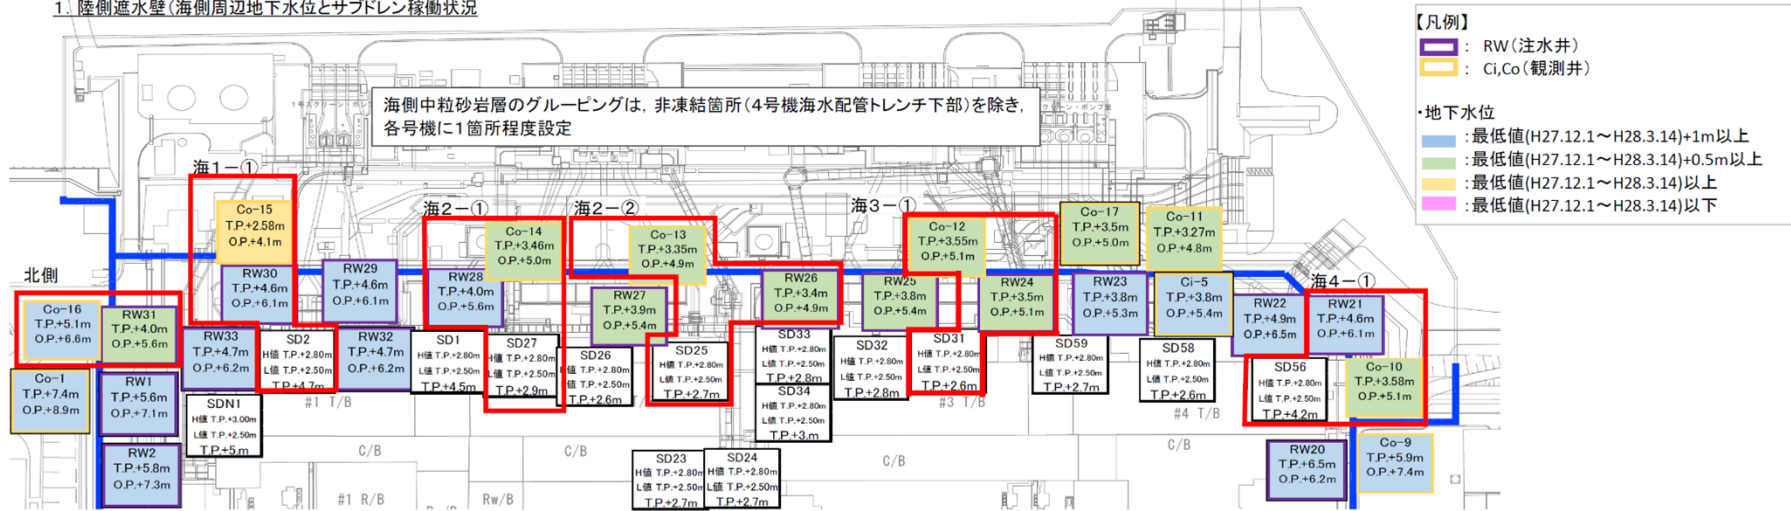 1. 陸側遮水壁(海側周辺地下水位とサブドレン稼働状況
【凡例】
: RW(注水井)
: Ci,Co(観測井)
・地下水位
:最低値(H27.12.1～H28.3.14)+1m以上
:最低値(H27.12.1～H28.3.14)+0.5m以上
:最低値(H27.12.1～H28.3.14)以上
:最低値(H27.12.1～H28.3.14)以下
海側中粒砂岩層のグルーピングは，非凍結箇所(4号機海水配管トレンチ下部)を除き，
各号機に1箇所程度設定
海1－①
Co-15
T.P.+2.58m
O.P.+4.1m
海2－①
Co-14
T.P.+3.46m
O.P.+5.0m
海2－②
Co-13
T.P.+3.35m
O.P.+4.9m
海3－①
Co-12
T.P.+3.55m
O.P.+5.1m
Co-17
T.P.+3.5m
O.P.+5.0m
Co-11
T.P.+3.27m
O.P.+4.8m
北側
Co-16
T.P.+5.1m
O.P.+6.6m
RW31
T.P.+4.0m
O.P.+5.6m
RW30
T.P.+4.6m
O.P.+6.1m
RW29
T.P.+4.6m
O.P.+6.1m
RW28
T.P.+4.0m
O.P.+5.6m
RW27
T.P.+3.9m
O.P.+5.4m
RW26
T.P.+3.4m
O.P.+4.9m
RW25
T.P.+3.8m
O.P.+5.4m
RW24
T.P.+3.5m
O.P.+5.1m
RW23
T.P.+3.8m
O.P.+5.3m
Ci-5
T.P.+3.8m
O.P.+5.4m
RW22
T.P.+4.9m
O.P.+6.5m
海4－①
RW21
T.P.+4.6m
O.P.+6.1m
RW33
T.P.+4.7m
O.P.+6.2m
SD2
H値 T.P.+2.80m
L値 T.P.+2.50m
T.P.+4.7m
RW32
T.P.+4.7m
O.P.+6.2m
SD1
H値 T.P.+2.80m
L値 T.P.+2.50m
T.P.+4.5m
SD27
H値 T.P.+2.80m
L値 T.P.+2.50m
T.P.+2.9m
SD26
H値 T.P.+2.80m
値 T.P.+2.50m
T.P.+2.6m
SD25
H値 T.P.+2.80m
L値 T.P.+2.50m
T.P.+2.7m
SD33
H値 T.P.+2.80m
L値 T.P.+2.50m
T.P.+2.8m
SD32
H値 T.P.+2.80m
L値 T.P.+2.50m
T.P.+2.8m
SD31
H値 T.P.+2.80m
L値 T.P.+2.50m
T.P.+2.6m
SD59
H値 T.P.+2.80m
L値 T.P.+2.50m
T.P.+2.7m
SD58
H値 T.P.+2.80m
L値 T.P.+2.50m
T.P.+2.6m
SD56
H値 T.P.+2.80m
L値 T.P.+2.50m
T.P.+4.2m
Co-10
T.P.+3.58m
O.P.+5.1m
Co-1
T.P.+7.4m
O.P.+8.9m
RW1
T.P.+5.6m
O.P.+7.1m
SDN1
H値 T.P.+3.00m
L値 T.P.+2.50m
T.P.+5.m
#1 T/B
SD34
H値 T.P.+2.80m
L値 T.P.+2.50m
T.P.+3.m
#3 T/B
#4 T/B
RW2
T.P.+5.8m
O.P.+7.3m
C/B
C/B
SD23
H値 T.P.+2.80m
L値 T.P.+2.50m
T.P.+2.7m
SD24
H値 T.P.+2.80m
L値 T.P.+2.50m
T.P.+2.7m
C/B
C/B
RW20
T.P.+6.5m
O.P.+6.2m
Co-9
T.P.+5.9m
O.P.+7.4m
#1 R/B
Rw/B